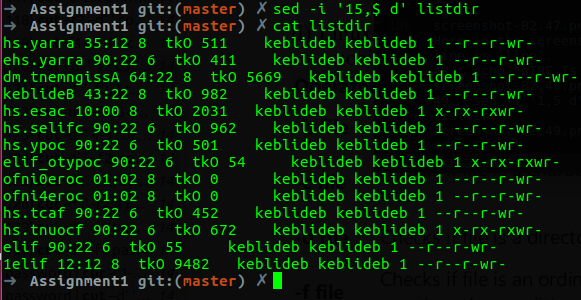 ➜ Assignment1 git:(master) ✗ sed -i '15,$ d' listdir
➜ Assignment1 git:(master) ✗ cat listdir
hs.yarra 35:12 8  tkO 511    keblideb keblideb 1 --r--r-wr-
ehs.yarra 90:22 6  tkO 411    keblideb keblideb 1 --r--r-wr-
dm.tnemngissA 64:22 8  tkO 5669    keblideb keblideb 1 --r--r-wr-
keblideB 43:22 8  tkO 982    keblideb keblideb 1 --r--r-wr-
hs.esac 10:00 8  tkO 2031    keblideb keblideb 1 x-rx-rxwr-
hs.selifc 90:22 6  tkO 962    keblideb keblideb 1 --r--r-wr-
hs.ypoc 90:22 6  tkO 501    keblideb keblideb 1 --r--r-wr-
elif_otypoc 90:22 6  tkO 54    keblideb keblideb 1 x-rx-rxwr-
ofni0eroc 01:02 8  tkO 0    keblideb keblideb 1 --r--r-wr-
ofni4eroc 01:02 8  tkO 0    keblideb keblideb 1 --r--r-wr-
hs.tcaf 90:22 6  tkO 452    keblideb keblideb 1 --r--r-wr-
hs.tnuocf 90:22 6  tkO 672    keblideb keblideb 1 x-rx-rxwr-
elif 90:22 6  tkO 55    keblideb keblideb 1 --r--r-wr-
1elif 12:12 8  tkO 9482    keblideb keblideb 1 --r--r-wr-
➜ Assignment1 git:(master) ✗